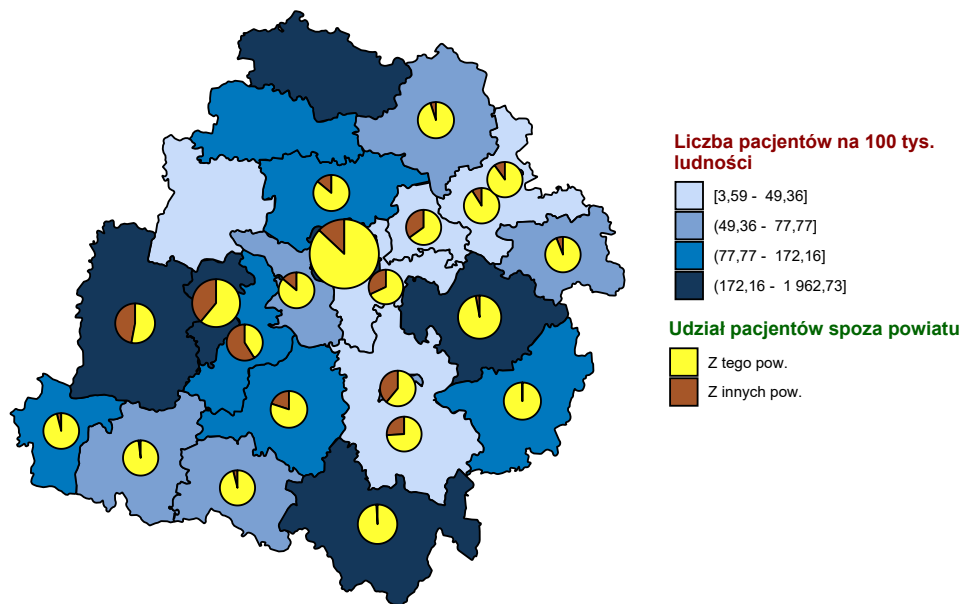 Liczba pacjentów na 100 tys.
ludności
[3,59 - 49,36]
(49,36 - 77,77]
(77,77 - 172,16]
(172,16 - 1 962,73]
Udział pacjentów spoza powiatu
Z tego pow.
Z innych pow.